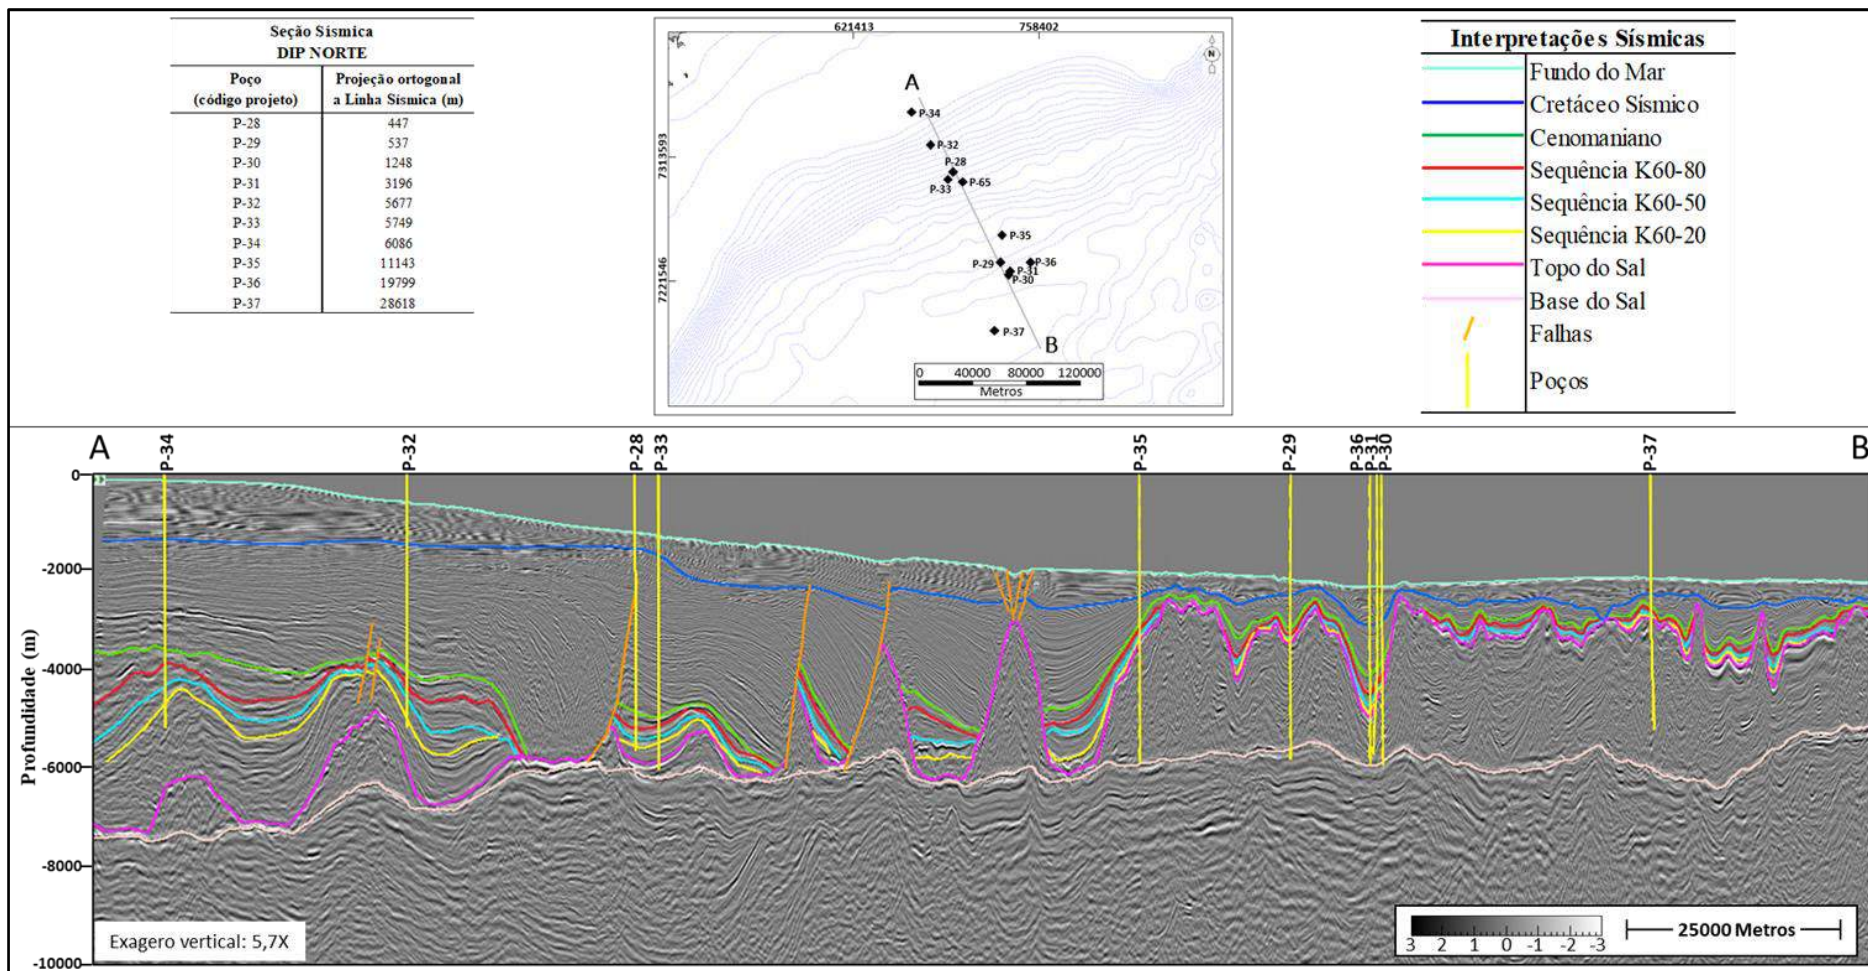 Seção Sísmica
DIP NORTE
Poço
(código projeto)
Projeção ortogonal
a Linha Sísmica (m)
P-28 447
P-29 537
P-30 1248
P-31 3196
P-32 5677
P-33 5749
P-34 6086
P-35 11143
P-36 19799
P-37 28618
621413 758402
7313593
7221546
N
A
P-34
P-32
P-28
P-33
P-65
P-35
P-29
P-36
P-31
P-30
P-37
B
0 40000 80000 120000
Metros
Interpretações Sísmicas
Fundo do Mar
Cretáceo Sísmico
Cenomaniano
Sequência K60-80
Sequência K60-50
Sequência K60-20
Topo do Sal
Base do Sal
Falhas
Poços
A B
P-34 P-32 P-28 P-33 P-35 P-29 P-36 P-31 P-30 P-37
Profundidade (m)
0
-2000
-4000
-6000
-8000
-10000
Exagero vertical: 5,7X
3 2 1 0 -1 -2 -3
25000 Metros